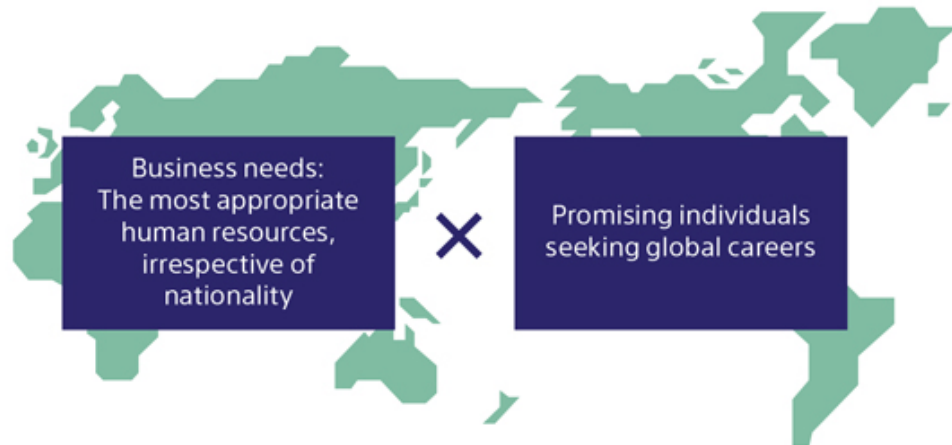 Business needs:
The most appropriate
human resources,
irrespective of
nationality
×
Promising individuals
seeking global careers